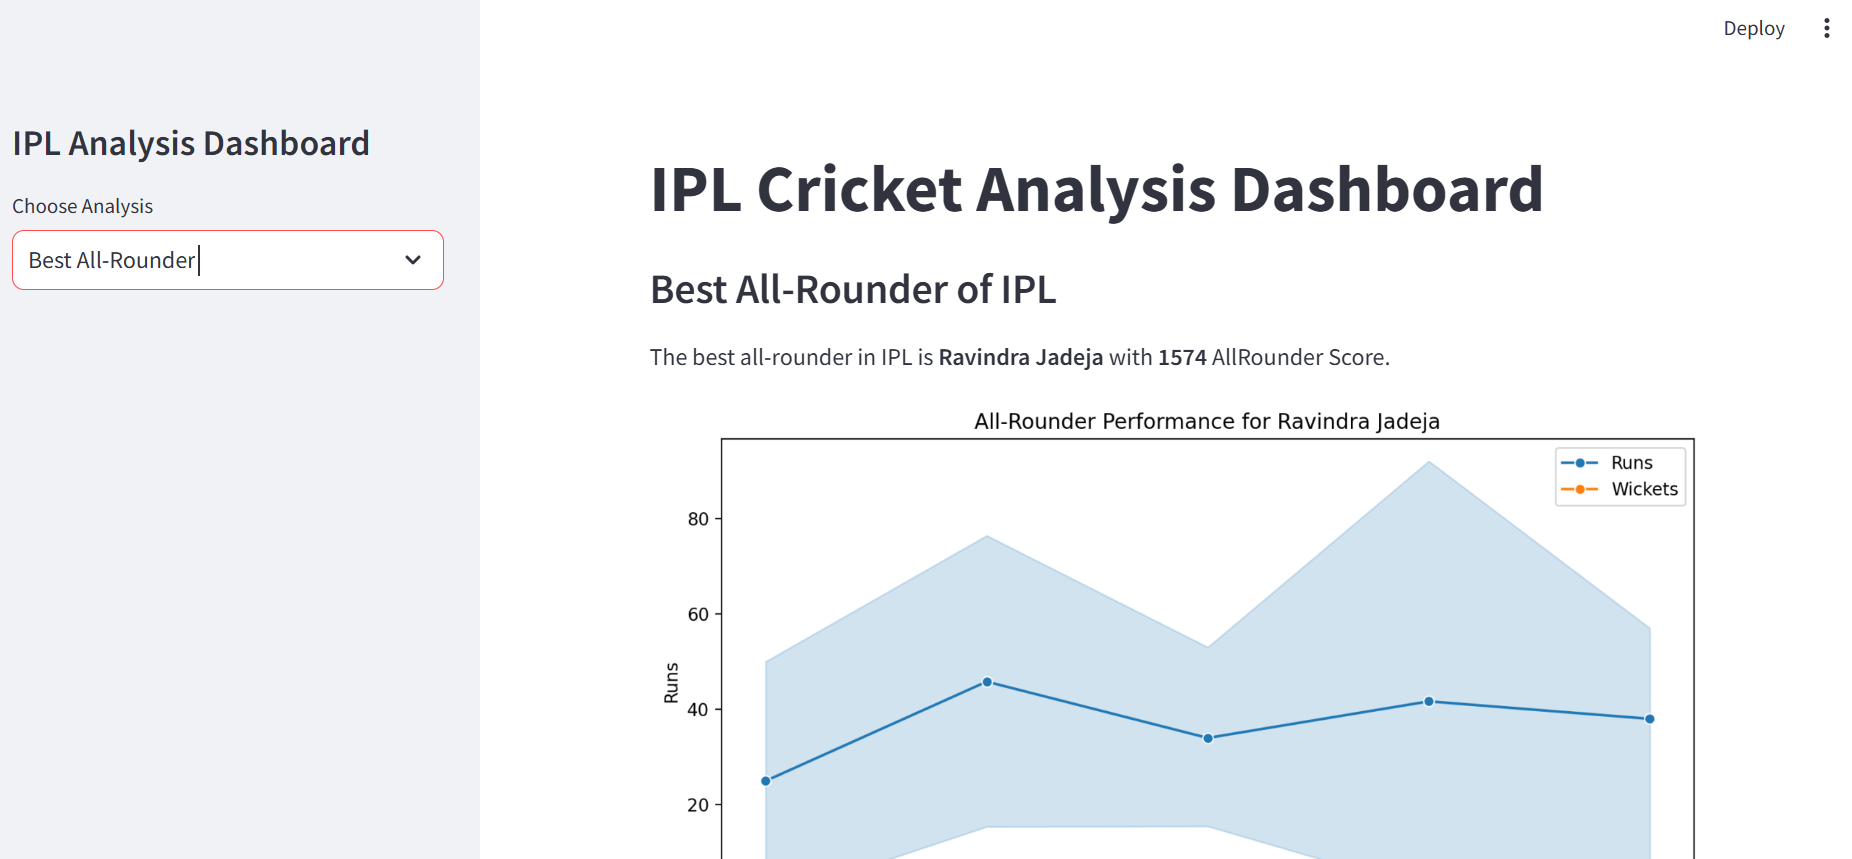 Deploy
IPL Analysis Dashboard
Choose Analysis
Best All-Rounder
IPL Cricket Analysis Dashboard
Best All-Rounder of IPL
The best all-rounder in IPL is Ravindra Jadeja with 1574 AllRounder Score.
All-Rounder Performance for Ravindra Jadeja
Runs
Wickets
80
60
Runs
40
20